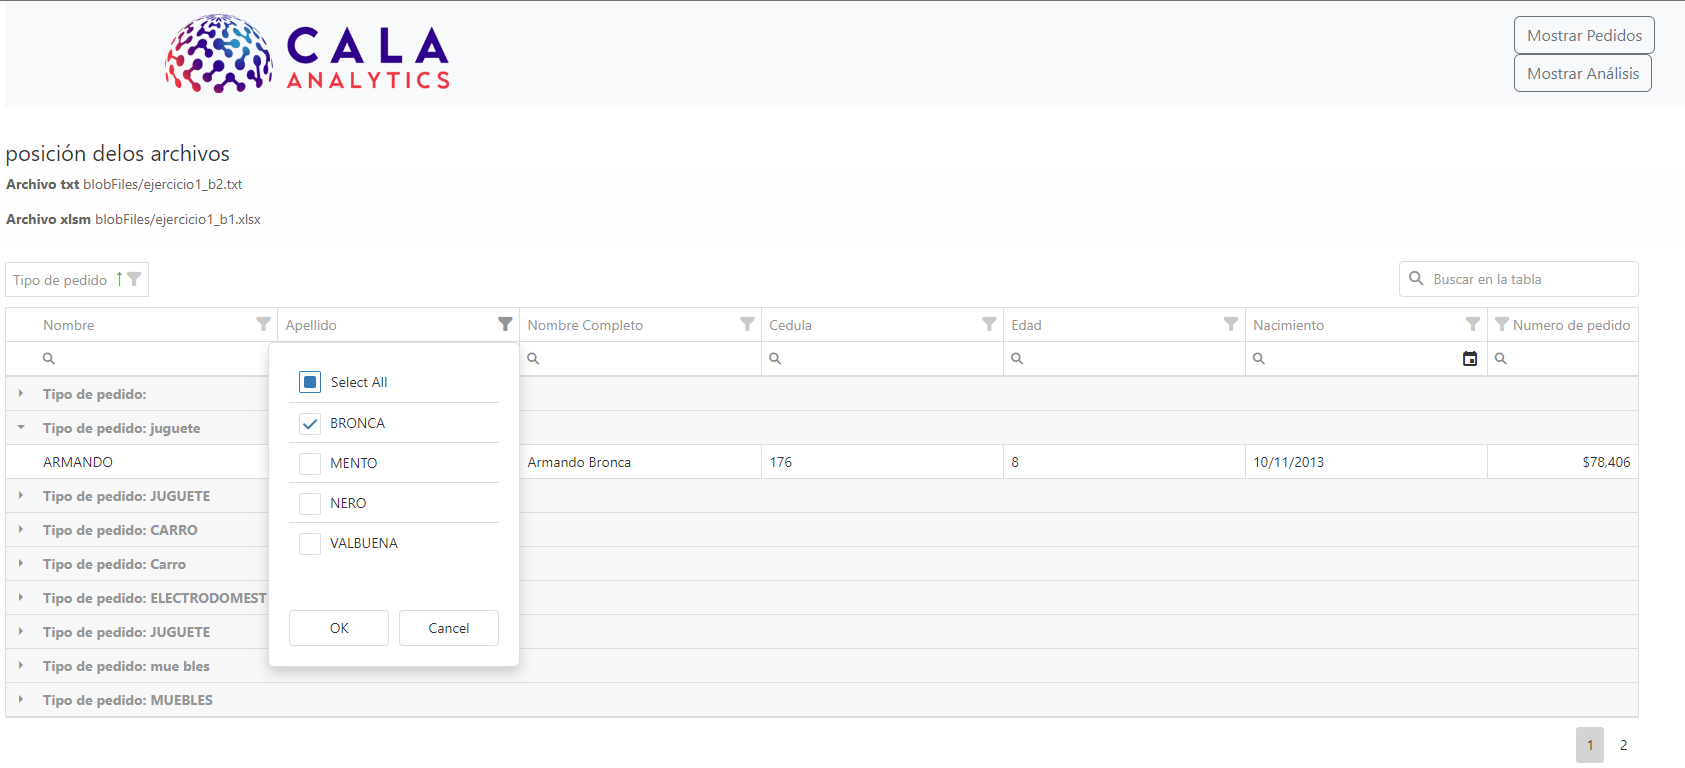 CALA
ANALYTICS
Mostrar Pedidos
Mostrar Análisis
posición delos archivos
Archivo txt blobFiles/ejercicio1_b2.txt
Archivo xlsm blobFiles/ejercicio1_b1.xlsx
Tipo de pedido
Buscar en la tabla
Nombre Apellido Nombre Completo Cedula Edad Nacimiento Numero de pedido
Select All
BRONCA
MENTO
NERO
VALBUENA
OK Cancel
Tipo de pedido:
Tipo de pedido: juguete
ARMANDO Armando Bronca 176 8 10/11/2013 $78,406
Tipo de pedido: JUGUETE
Tipo de pedido: CARRO
Tipo de pedido: Carro
Tipo de pedido: ELECTRODOMEST
Tipo de pedido: JUGUETE
Tipo de pedido: mue bles
Tipo de pedido: MUEBLES
1 2